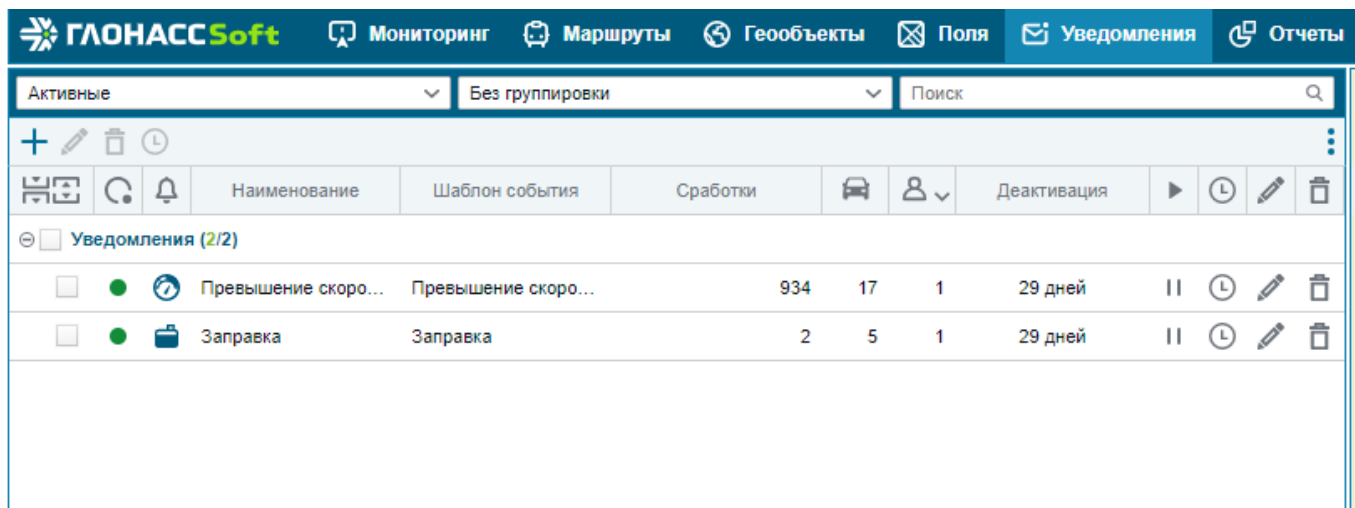 ГЛОНАССSoft Мониторинг Маршруты Геообъекты Поля Уведомления Отчеты
Активные Без группировки Поиск
Наименование Шаблон события Сработки Деактивация
Уведомления (2/2)
Превышение скоро... Превышение скоро... 934 17 1 29 дней
Заправка Заправка 2 5 1 29 дней